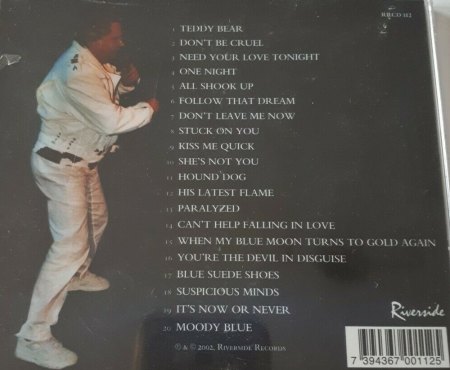 RRCD 112
1 TEDDY BEAR
2 DON'T BE CRUEL
3 NEED YOUR LOVE TONIGHT
4 ONE NIGHT
5 ALL SHOOK UP
6 FOLLOW THAT DREAM
7 DON'T LEAVE ME NOW
8 STUCK ON YOU
9 KISS ME QUICK
10 SHE'S NOT YOU
11 HOUND DOG
12 HIS LATEST FLAME
13 PARALYZED
14 CAN'T HELP FALLING IN LOVE
15 WHEN MY BLUE MOON TURNS TO GOLD AGAIN
16 YOU'RE THE DEVIL IN DISGUISE
17 BLUE SUEDE SHOES
18 SUSPICIOUS MINDS
19 IT'S NOW OR NEVER
20 MOODY BLUE
Riverside
℗ & © 2002, RIVERSIDE RECORDS
7 394367 001125